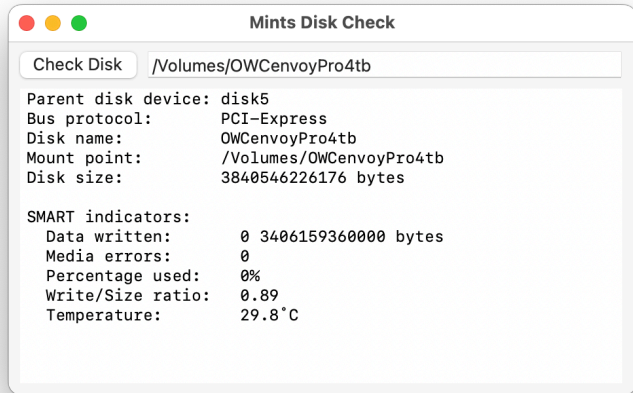 Mints Disk Check
Check Disk /Volumes/OWCenvoyPro4tb
Parent disk device: disk5
Bus protocol: PCI-Express
Disk name: OWCenvoyPro4tb
Mount point: /Volumes/OWCenvoyPro4tb
Disk size: 3840546226176 bytes
SMART indicators:
Data written: 0 3406159360000 bytes
Media errors: 0
Percentage used: 0%
Write/Size ratio: 0.89
Temperature: 29.8˚C